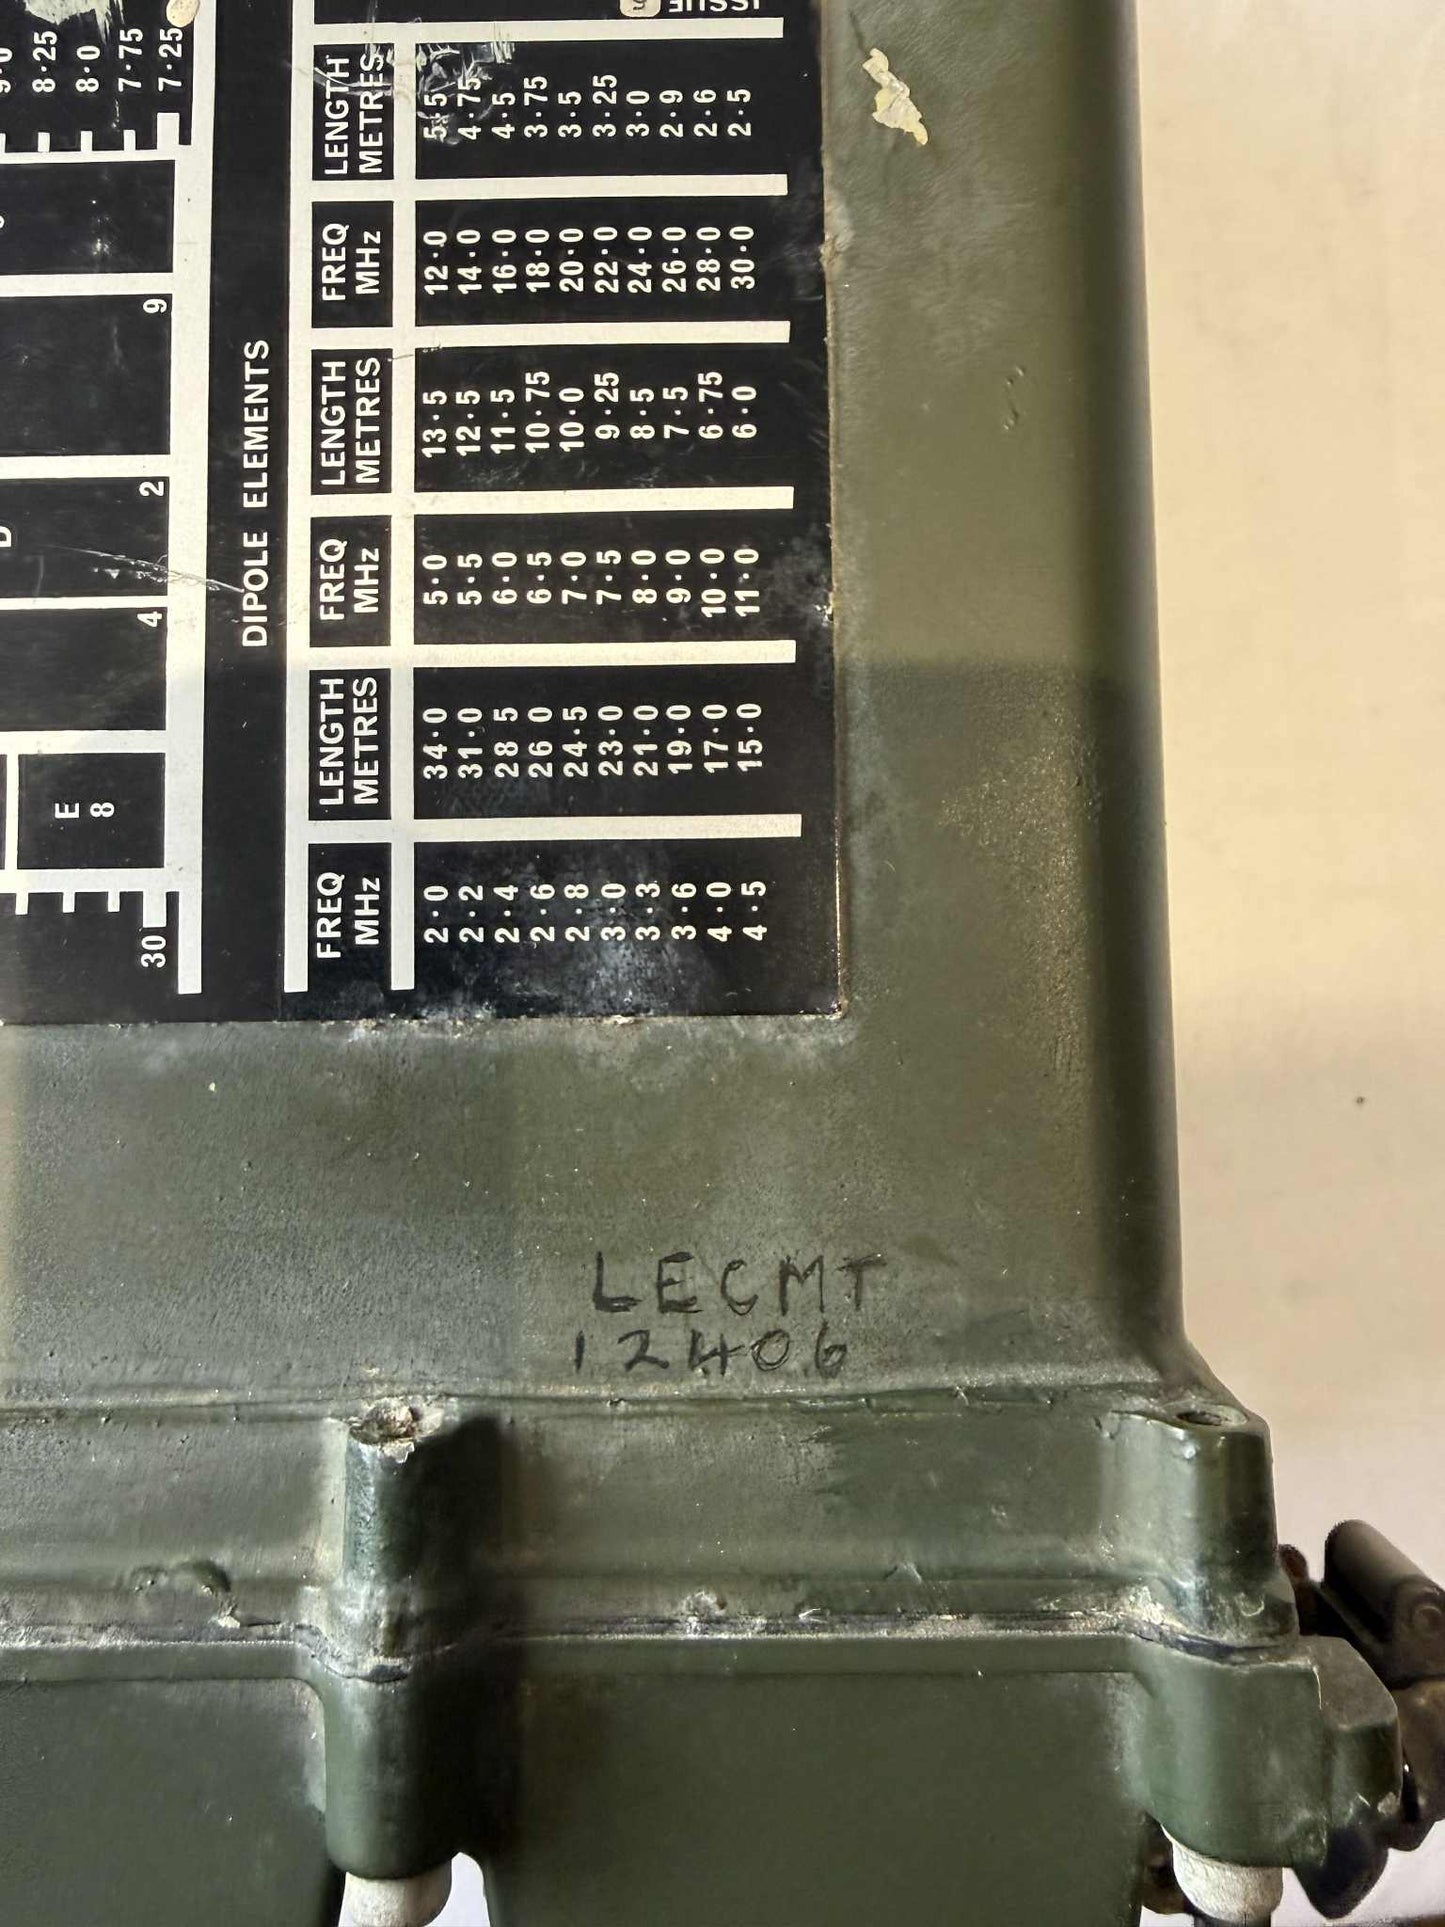 9·0
8·25
8·0
7·75
7·25
9
2
D
4
E
8
30
DIPOLE ELEMENTS
FREQ MHz LENGTH METRES FREQ MHz LENGTH METRES FREQ MHz LENGTH METRES
2·0 34·0 5·0 13·5 12·0 5·5
2·2 31·0 5·5 12·5 14·0 4·75
2·4 28·5 6·0 11·5 16·0 4·5
2·6 26·0 6·5 10·75 18·0 3·75
2·8 24·5 7·0 10·0 20·0 3·5
3·0 23·0 7·5 9·25 22·0 3·25
3·3 21·0 8·0 8·5 24·0 3·0
3·6 19·0 9·0 7·5 26·0 2·9
4·0 17·0 10·0 6·75 28·0 2·6
4·5 15·0 11·0 6·0 30·0 2·5
ISSUE
LECMT
12406